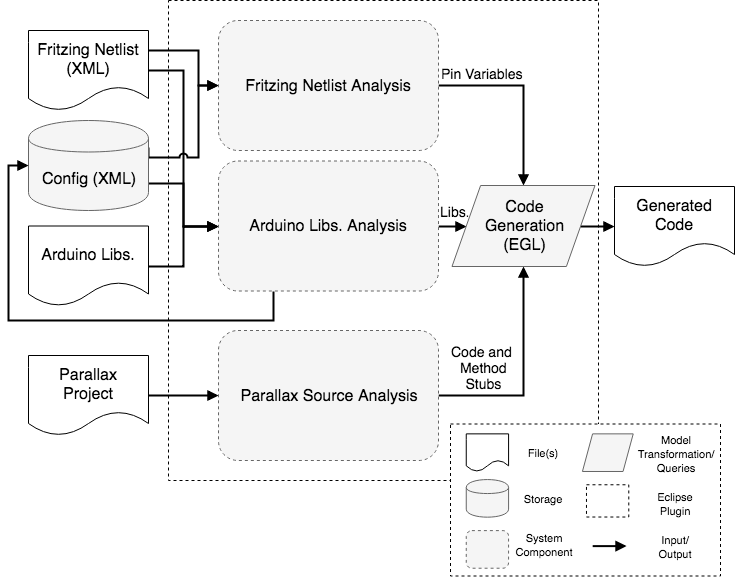 Fritzing Netlist
(XML)
Config (XML)
Arduino Libs.
Parallax
Project
Fritzing Netlist Analysis
Arduino Libs. Analysis
Parallax Source Analysis
Pin Variables
Libs.
Code and
Method
Stubs
Code
Generation
(EGL)
Generated
Code
File(s)
Model
Transformation/
Queries
Storage
Eclipse
Plugin
System
Component
Input/
Output